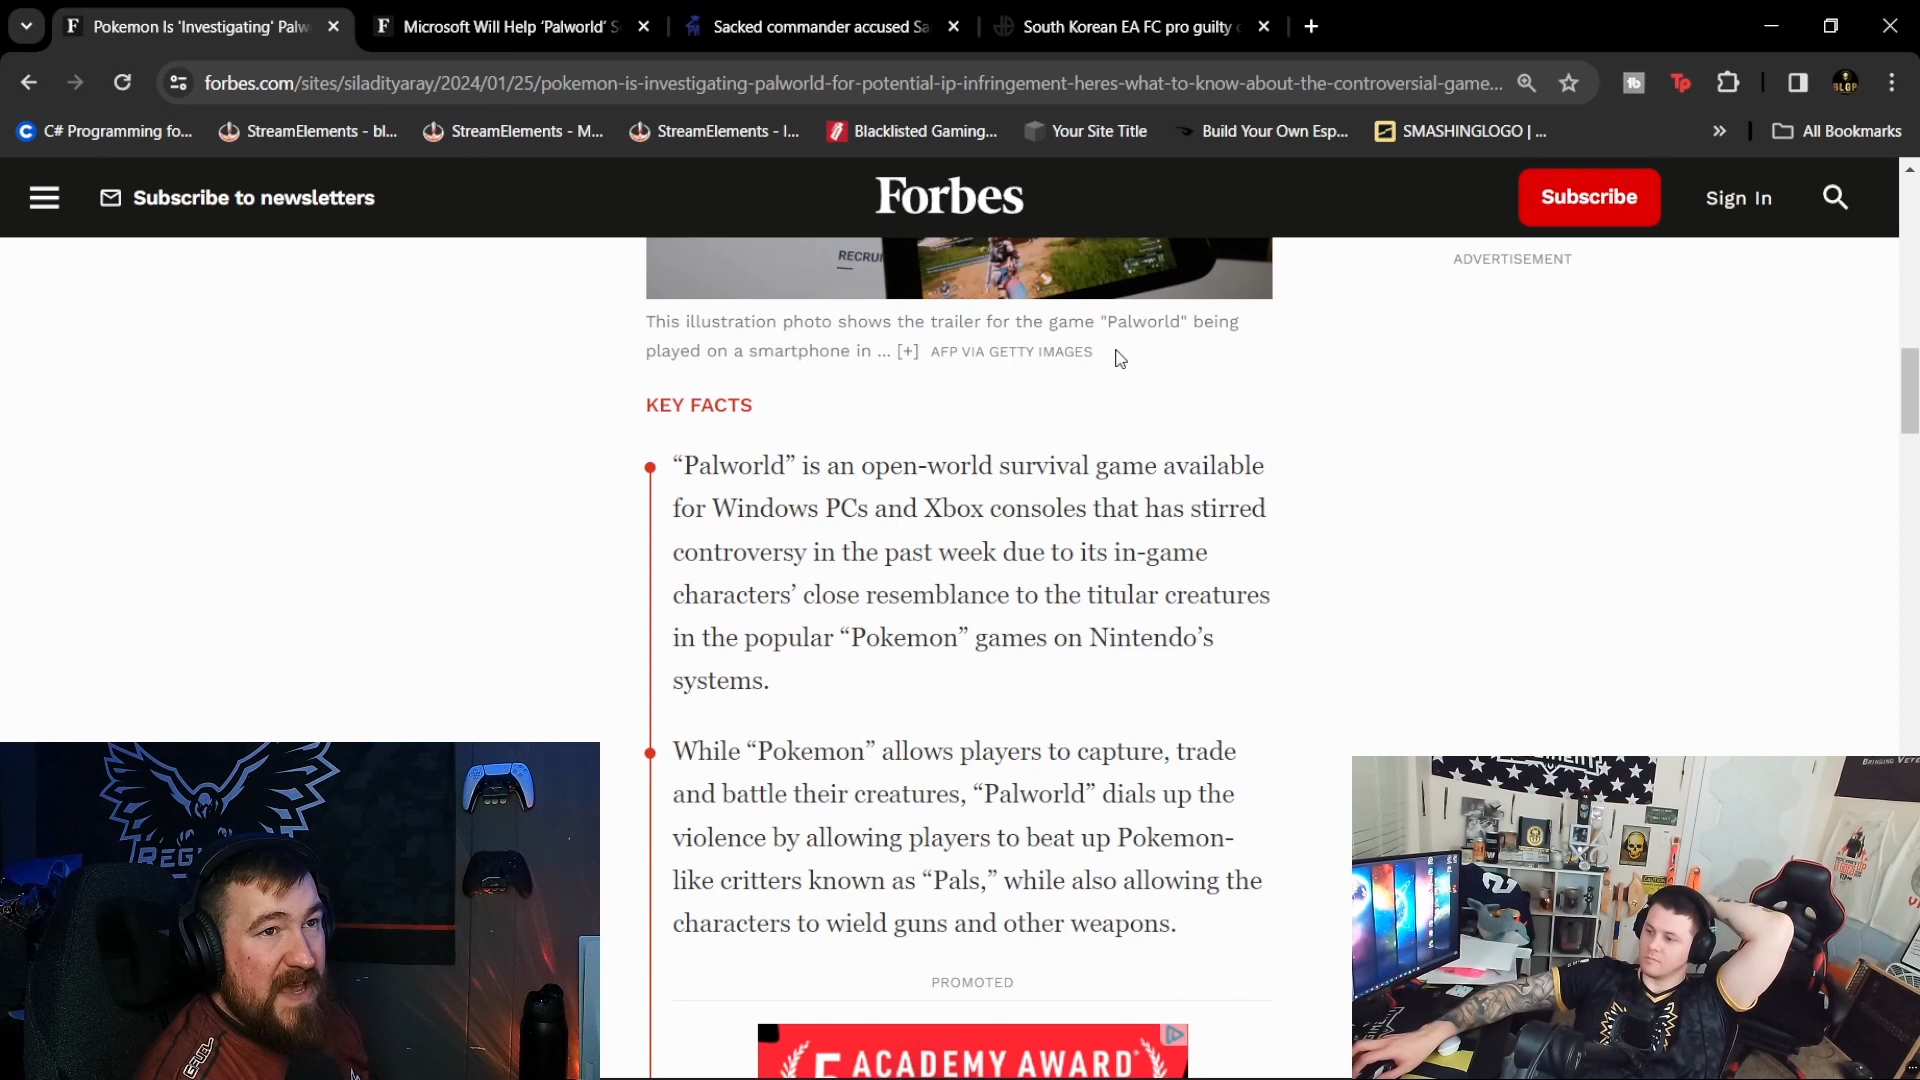 Pokemon Is 'Investigating' Palw
Microsoft Will Help 'Palworld' S
Sacked commander accused Sa
South Korean EA FC pro guilty
forbes.com/sites/siladityaray/2024/01/25/pokemon-is-investigating-palworld-for-potential-ip-infringement-heres-what-to-know-about-the-controversial-game...
C# Programming fo...
StreamElements - bl...
StreamElements - M...
StreamElements - I...
Blacklisted Gaming...
Your Site Title
Build Your Own Esp...
SMASHINGLOGO | ...
All Bookmarks
Subscribe to newsletters
Forbes
Subscribe
Sign In
RECRUI
ADVERTISEMENT
This illustration photo shows the trailer for the game "Palworld" being
played on a smartphone in ... [+] AFP VIA GETTY IMAGES
KEY FACTS
“Palworld” is an open-world survival game available
for Windows PCs and Xbox consoles that has stirred
controversy in the past week due to its in-game
characters’ close resemblance to the titular creatures
in the popular “Pokemon” games on Nintendo’s
systems.
While “Pokemon” allows players to capture, trade
and battle their creatures, “Palworld” dials up the
violence by allowing players to beat up Pokemon-
like critters known as “Pals,” while also allowing the
characters to wield guns and other weapons.
PROMOTED
5 ACADEMY AWARD
REG
GFUEL